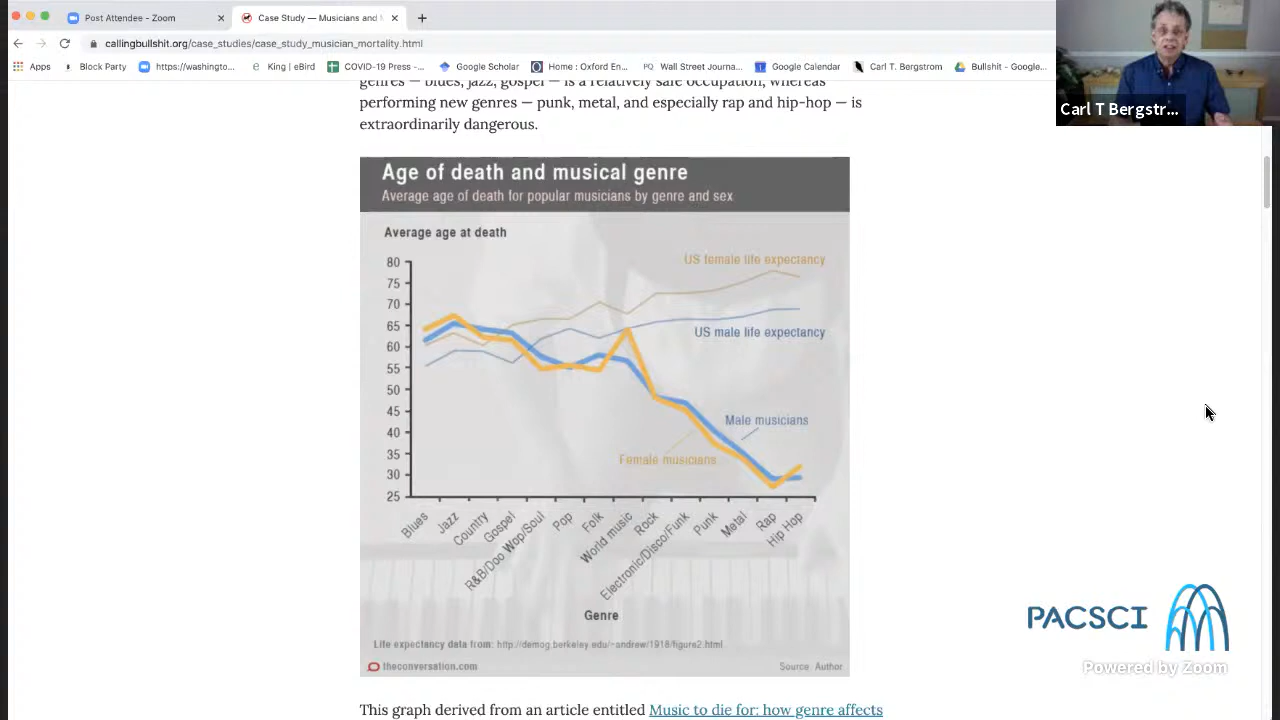 Post Attendee - Zoom
Case Study — Musicians and
callingbullshit.org/case_studies/case_study_musician_mortality.html
Apps Block Party https://washingto... King | eBird COVID-19 Press -... Google Scholar Home : Oxford En... Wall Street Journa... Google Calendar Carl T. Bergstrom Bullshit - Google...
Carl T Bergstr...
genres — blues, jazz, gospel — is a relatively safe occupation, whereas
performing new genres — punk, metal, and especially rap and hip-hop — is
extraordinarily dangerous.
Age of death and musical genre
Average age of death for popular musicians by genre and sex
Average age at death
80
75
70
65
60
55
50
45
40
35
30
25
US female life expectancy
US male life expectancy
Male musicians
Female musicians
Blues
Jazz
Country
Gospel
R&B/Doo Wop/Soul
Pop
Folk
World music
Rock
Electronic/Disco/Funk
Punk
Metal
Rap
Hip Hop
Genre
Life expectancy data from: http://demog.berkeley.edu/~andrew/1918/figure2.html
theconversation.com
Source: Author
PACSCI
Powered by Zoom
This graph derived from an article entitled Music to die for: how genre affects